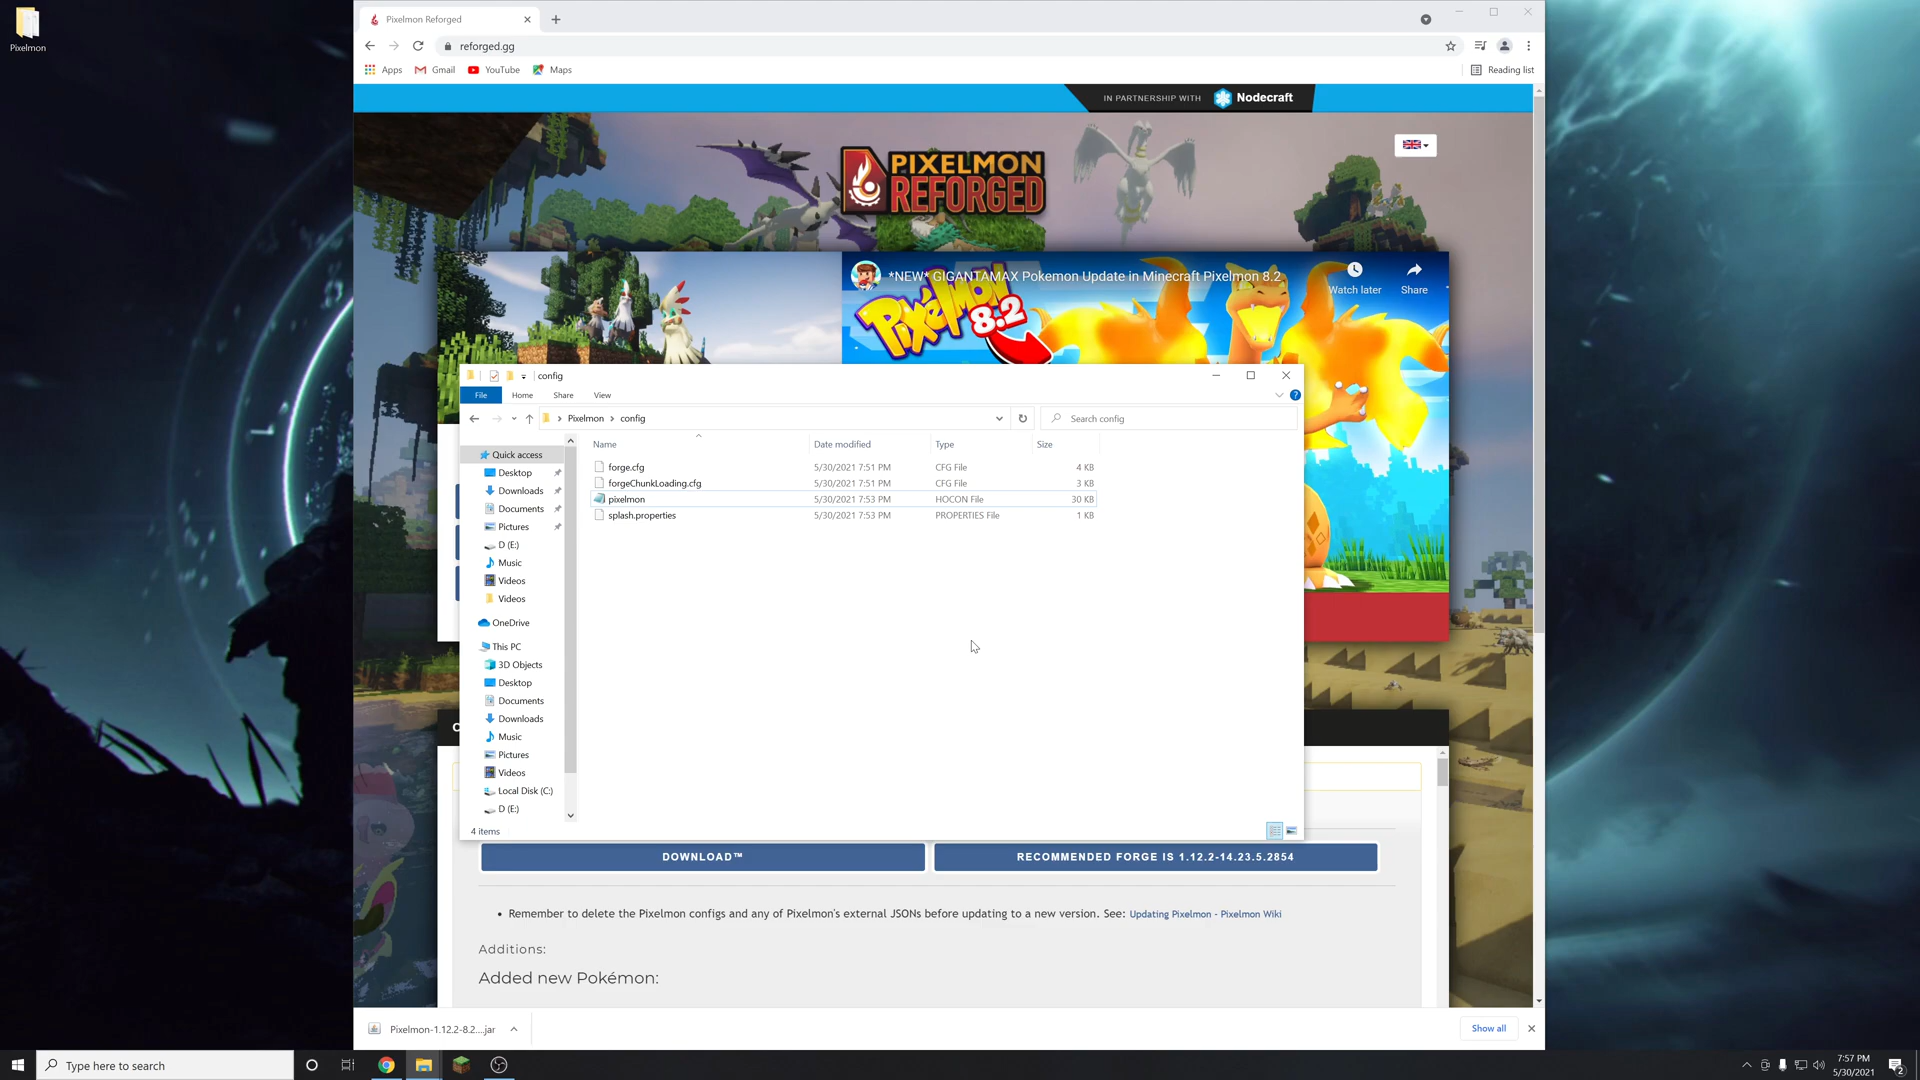 Pixelmon
Pixelmon Reforged
reforged.gg
Apps
Gmail
YouTube
Maps
Reading list
IN PARTNERSHIP WITH
Nodecraft
PIXELMON
REFORGED
*NEW* GIGANTAMAX Pokemon Update in Minecraft Pixelmon 8.2
Watch later
Share
Pixelmon
8.2
config
File
Home
Share
View
Pixelmon
config
Search config
Name
Date modified
Type
Size
forge.cfg
5/30/2021 7:51 PM
CFG File
4 KB
forgeChunkLoading.cfg
5/30/2021 7:51 PM
CFG File
3 KB
pixelmon
5/30/2021 7:53 PM
HOCON File
30 KB
splash.properties
5/30/2021 7:53 PM
PROPERTIES File
1 KB
Quick access
Desktop
Downloads
Documents
Pictures
D (E:)
Music
Videos
Videos
OneDrive
This PC
3D Objects
Desktop
Documents
Downloads
Music
Pictures
Videos
Local Disk (C:)
D (E:)
4 items
DOWNLOAD™
RECOMMENDED FORGE IS 1.12.2-14.23.5.2854
Remember to delete the Pixelmon configs and any of Pixelmon's external JSONs before updating to a new version. See: Updating Pixelmon - Pixelmon Wiki
Additions:
Added new Pokémon:
Pixelmon-1.12.2-8.2....jar
Show all
Type here to search
7:57 PM
5/30/2021
2